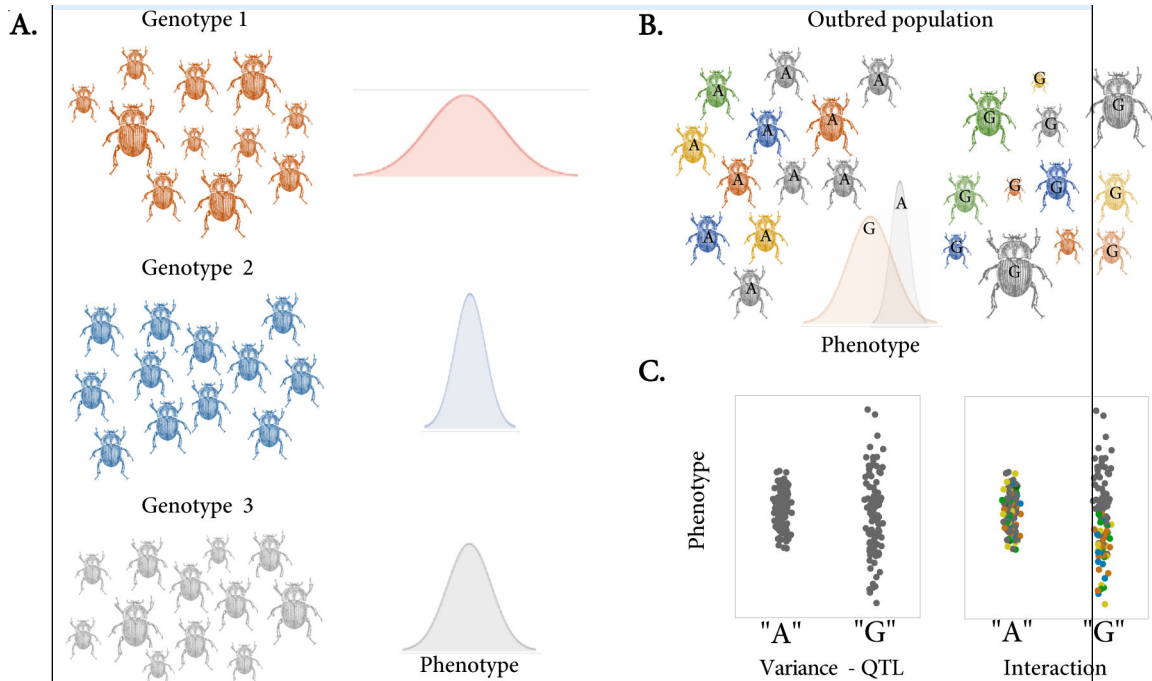 A.
Genotype 1
Genotype 2
Genotype 3
Phenotype
B.
Outbred population
A
A
A
A
A
A
A
A
A
A
A
A
G
A
G
G
G
G
G
G
G
G
G
G
G
Phenotype
C.
Phenotype
"A" "G"
Variance - QTL
"A" "G"
Interaction